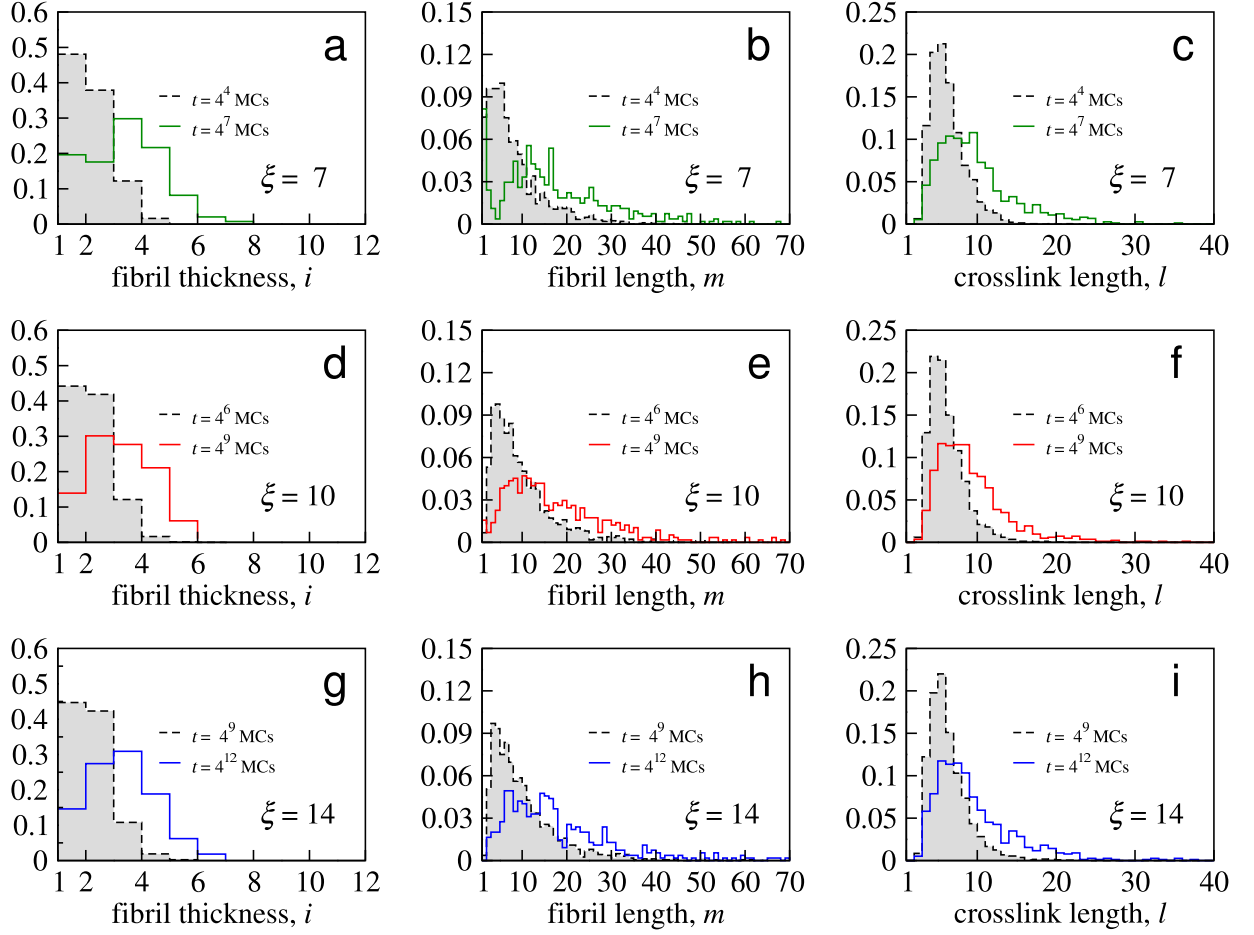 0.6
0.5
0.4
0.3
0.2
0.1
0
a
t = 4^4 MCs
t = 4^7 MCs
ξ = 7
1 2 4 6 8 10 12
fibril thickness, i
0.15
0.12
0.09
0.06
0.03
0
b
t = 4^4 MCs
t = 4^7 MCs
ξ = 7
1 10 20 30 40 50 60 70
fibril length, m
0.25
0.2
0.15
0.1
0.05
0
c
t = 4^4 MCs
t = 4^7 MCs
ξ = 7
1 10 20 30 40
crosslink length, l
0.6
0.5
0.4
0.3
0.2
0.1
0
d
t = 4^6 MCs
t = 4^9 MCs
ξ = 10
1 2 4 6 8 10 12
fibril thickness, i
0.15
0.12
0.09
0.06
0.03
0
e
t = 4^6 MCs
t = 4^9 MCs
ξ = 10
1 10 20 30 40 50 60 70
fibril length, m
0.25
0.2
0.15
0.1
0.05
0
f
t = 4^6 MCs
t = 4^9 MCs
ξ = 10
1 10 20 30 40
crosslink lengh, l
0.6
0.5
0.4
0.3
0.2
0.1
0
g
t = 4^9 MCs
t = 4^12 MCs
ξ = 14
1 2 4 6 8 10 12
fibril thickness, i
0.15
0.12
0.09
0.06
0.03
0
h
t = 4^9 MCs
t = 4^12 MCs
ξ = 14
1 10 20 30 40 50 60 70
fibril length, m
0.25
0.2
0.15
0.1
0.05
0
i
t = 4^9 MCs
t = 4^12 MCs
ξ = 14
1 10 20 30 40
crosslink length, l